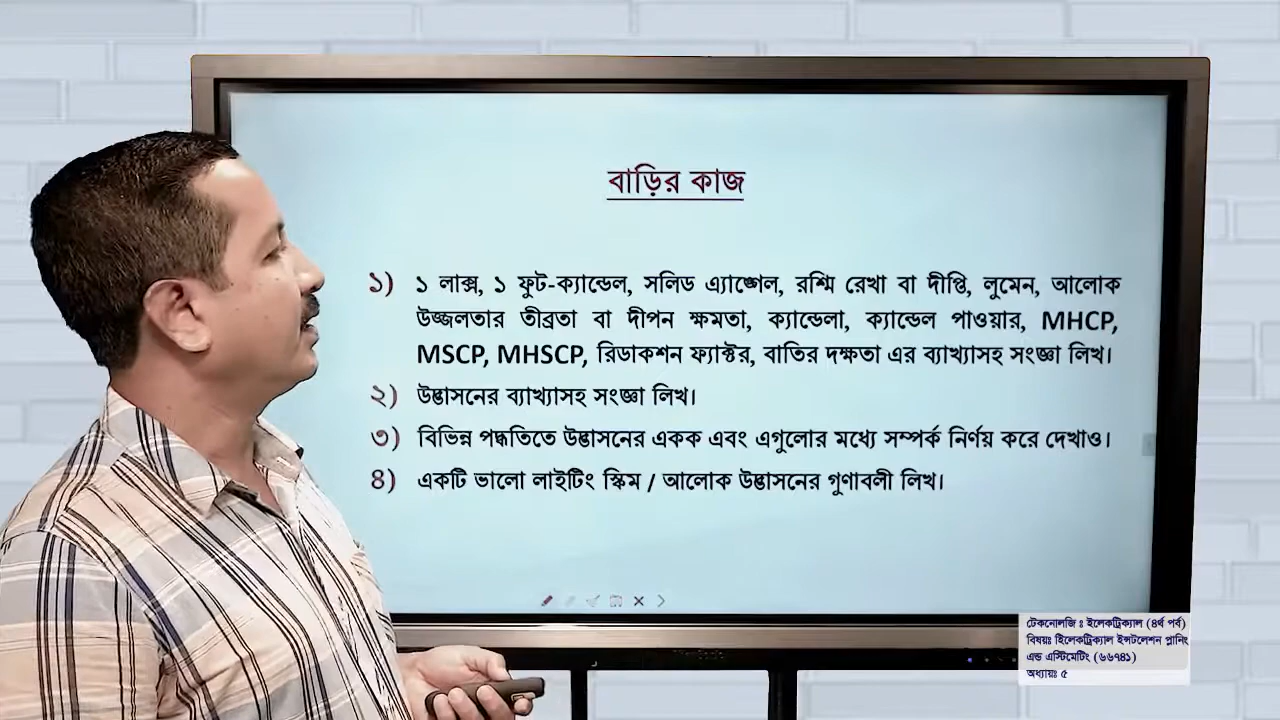 বাড়ির কাজ
১) ১ লাক্স, ১ ফুট-ক্যান্ডেল, সলিড এ্যাঙ্গেল, রশ্মি রেখা বা দীপ্তি, লুমেন, আলোক
উজ্জলতার তীব্রতা বা দীপন ক্ষমতা, ক্যান্ডেলা, ক্যান্ডেল পাওয়ার, MHCP,
MSCP, MHSCP, রিডাকশন ফ্যাক্টর, বাতির দক্ষতা এর ব্যাখ্যাসহ সংজ্ঞা লিখ।
২) উদ্ভাসনের ব্যাখ্যাসহ সংজ্ঞা লিখ।
৩) বিভিন্ন পদ্ধতিতে উদ্ভাসনের একক এবং এগুলোর মধ্যে সম্পর্ক নির্ণয় করে দেখাও।
৪) একটি ভালো লাইটিং স্কিম / আলোক উদ্ভাসনের গুণাবলী লিখ।
টেকনোলজি ঃ ইলেকট্রিক্যাল (৪র্থ পর্ব)
বিষয়ঃ ইিলেকট্রিক্যাল ইন্সটলেশন প্লানিং
এন্ড এস্টিমেটিং (৬৬৭৪১)
অধ্যায়ঃ ৫